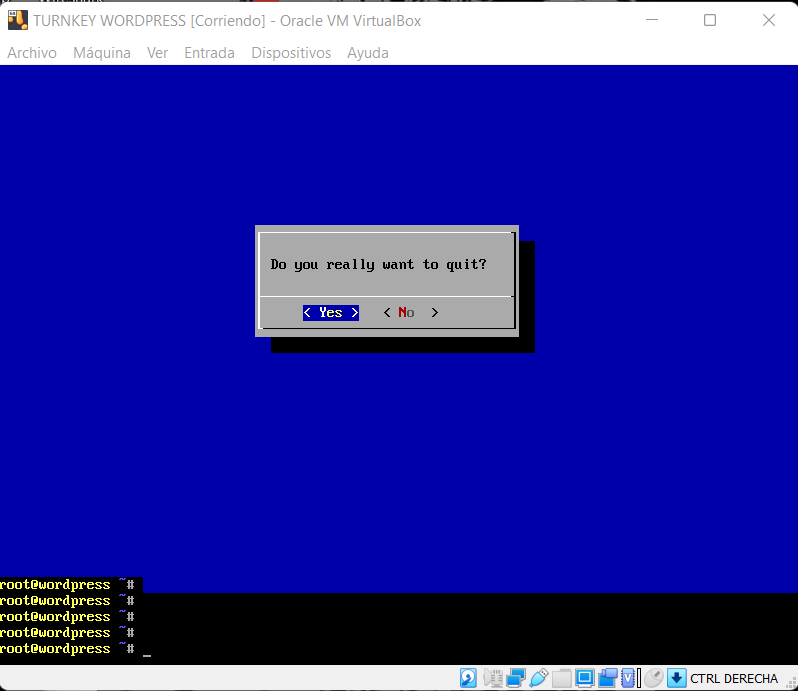 TURNKEY WORDPRESS [Corriendo] - Oracle VM VirtualBox
Archivo Máquina Ver Entrada Dispositivos Ayuda
Do you really want to quit?
< Yes > < No >
root@wordpress ~#
root@wordpress ~#
root@wordpress ~#
root@wordpress ~#
root@wordpress ~# _
CTRL DERECHA